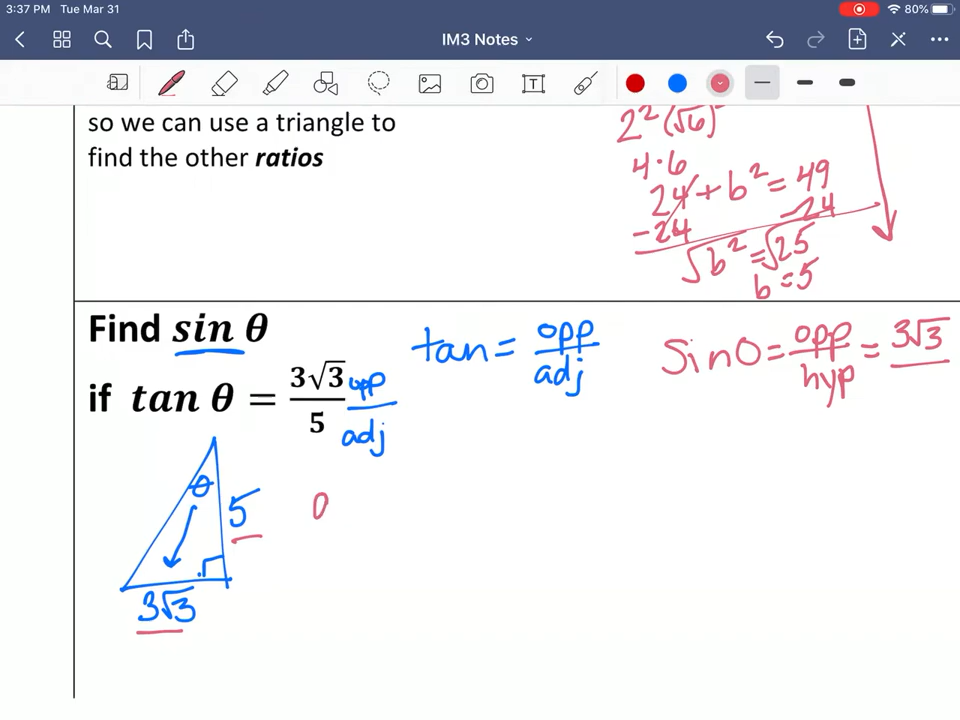 3:37 PM Tue Mar 31
80%
IM3 Notes
T
so we can use a triangle to
find the other ratios
2² (√6)²
4 · 6
24 + b² = 49
-24 -24
√b² = √25
b = 5
Find sin θ
if tan θ = 3√3/5 opp/adj
tan = opp/adj
sin θ = opp/hyp = 3√3
θ
5
0
3√3